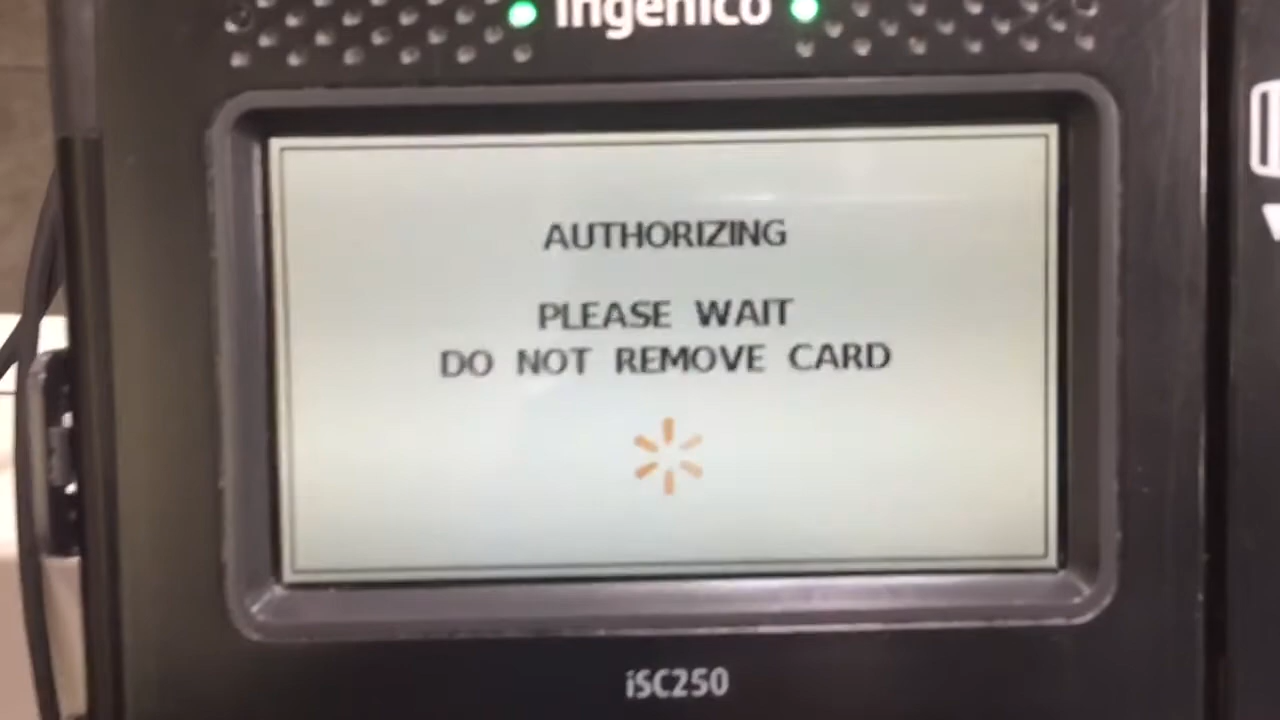 ingenico
AUTHORIZING
PLEASE WAIT
DO NOT REMOVE CARD
iSC250